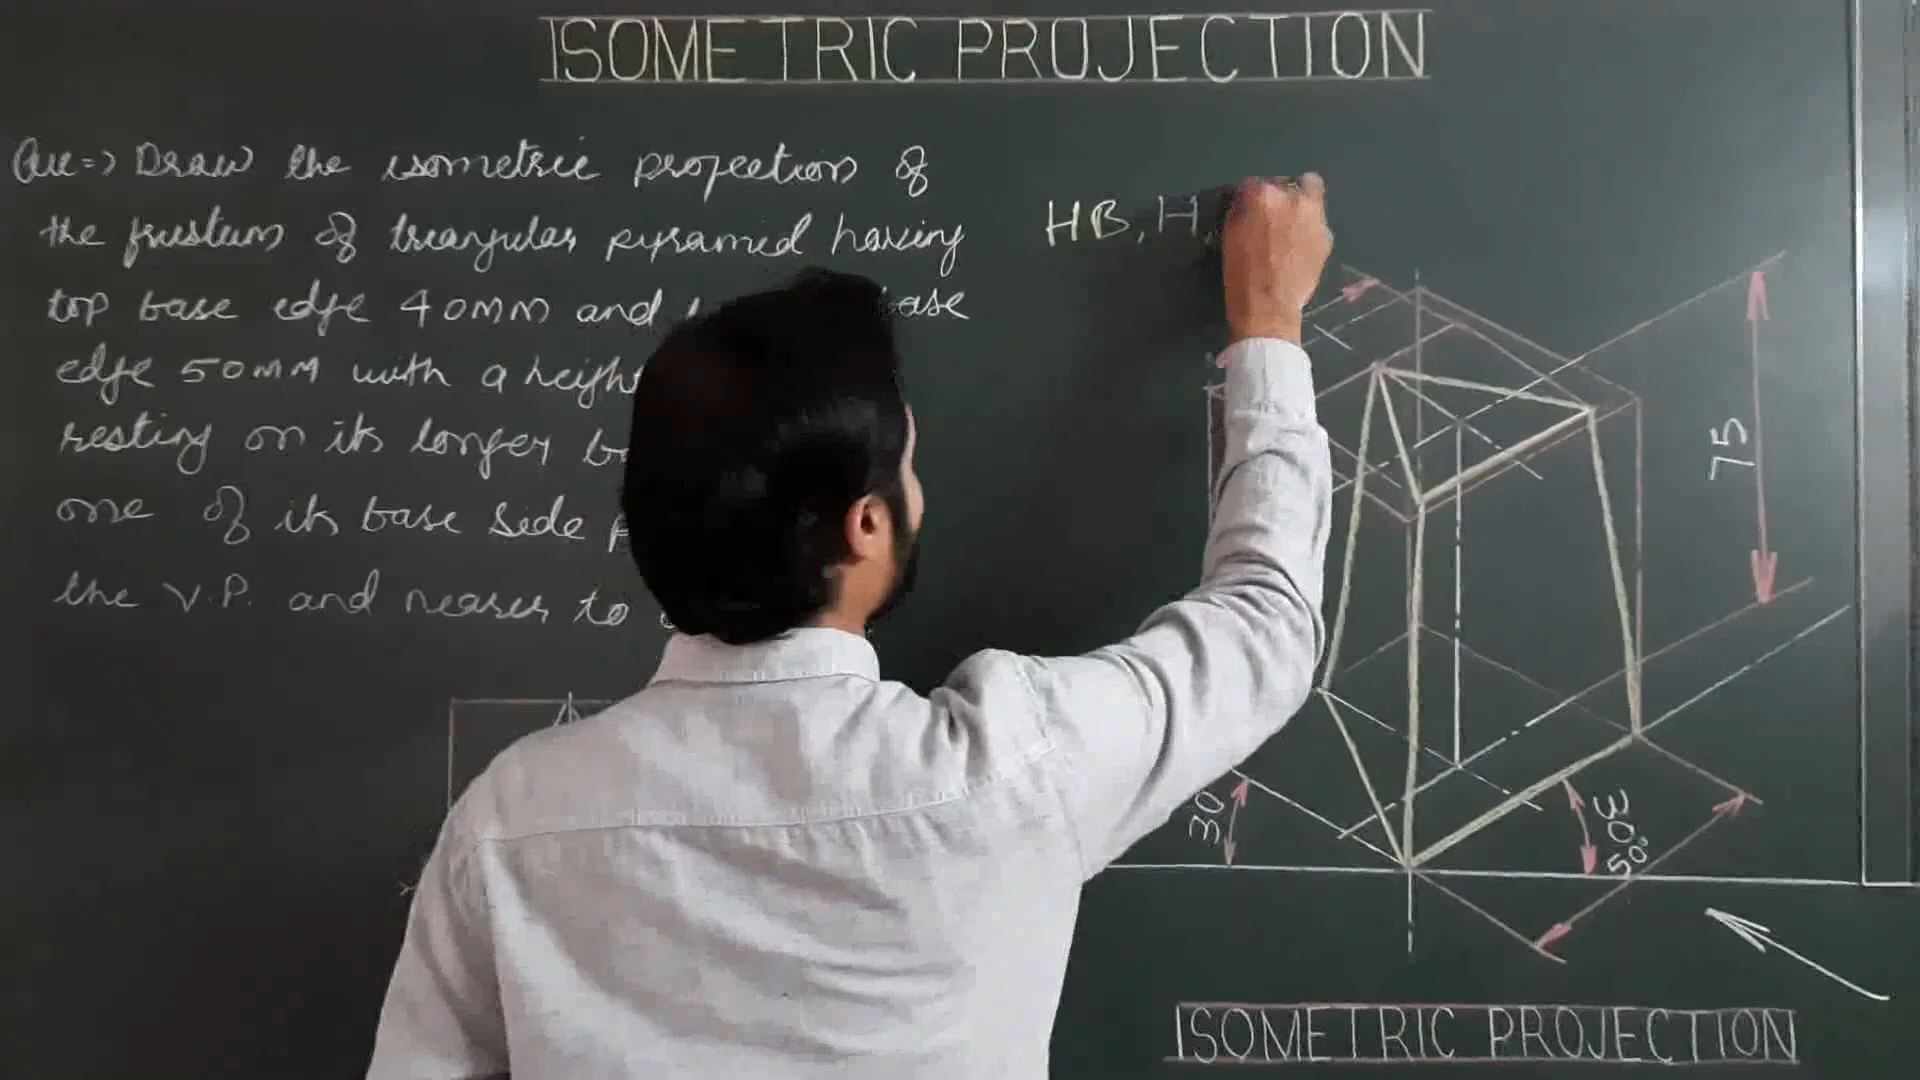 ISOMETRIC PROJECTION
Que=> Draw the isometric projection of
the frustum of triangular pyramid having
top base edge 40mm and base
edge 50mm with a height
resting on its longer
one of its base side
the V.P. and nearer to
HB, H
75
30
30°
50
ISOMETRIC PROJECTION